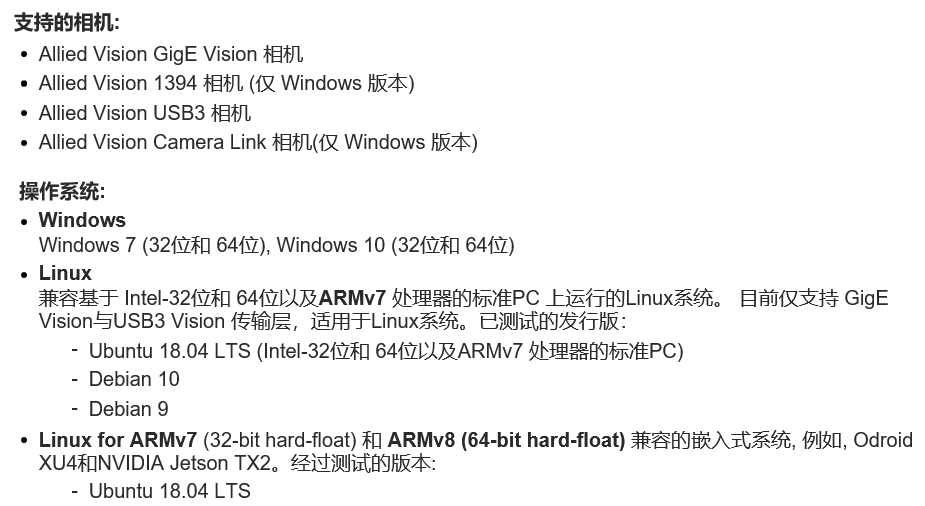 支持的相机:
• Allied Vision GigE Vision 相机
• Allied Vision 1394 相机 (仅 Windows 版本)
• Allied Vision USB3 相机
• Allied Vision Camera Link 相机(仅 Windows 版本)
操作系统:
• Windows
Windows 7 (32位和 64位), Windows 10 (32位和 64位)
• Linux
兼容基于 Intel-32位和 64位以及ARMv7 处理器的标准PC 上运行的Linux系统。 目前仅支持 GigE
Vision与USB3 Vision 传输层，适用于Linux系统。已测试的发行版：
- Ubuntu 18.04 LTS (Intel-32位和 64位以及ARMv7 处理器的标准PC)
- Debian 10
- Debian 9
• Linux for ARMv7 (32-bit hard-float) 和 ARMv8 (64-bit hard-float) 兼容的嵌入式系统, 例如, Odroid
XU4和NVIDIA Jetson TX2。经过测试的版本:
- Ubuntu 18.04 LTS